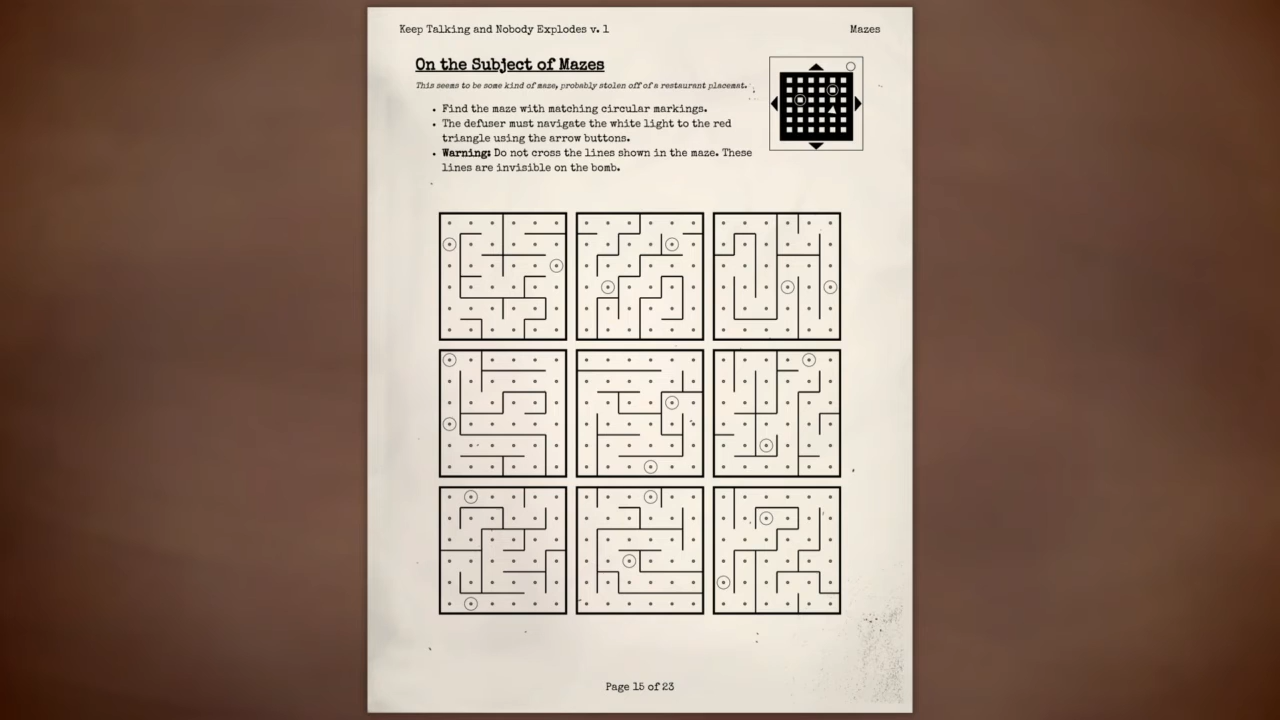 Keep Talking and Nobody Explodes v. 1
Mazes
On the Subject of Mazes
This seems to be some kind of maze, probably stolen off of a restaurant placemat.
• Find the maze with matching circular markings.
• The defuser must navigate the white light to the red
triangle using the arrow buttons.
• Warning: Do not cross the lines shown in the maze. These
lines are invisible on the bomb.
Page 15 of 23